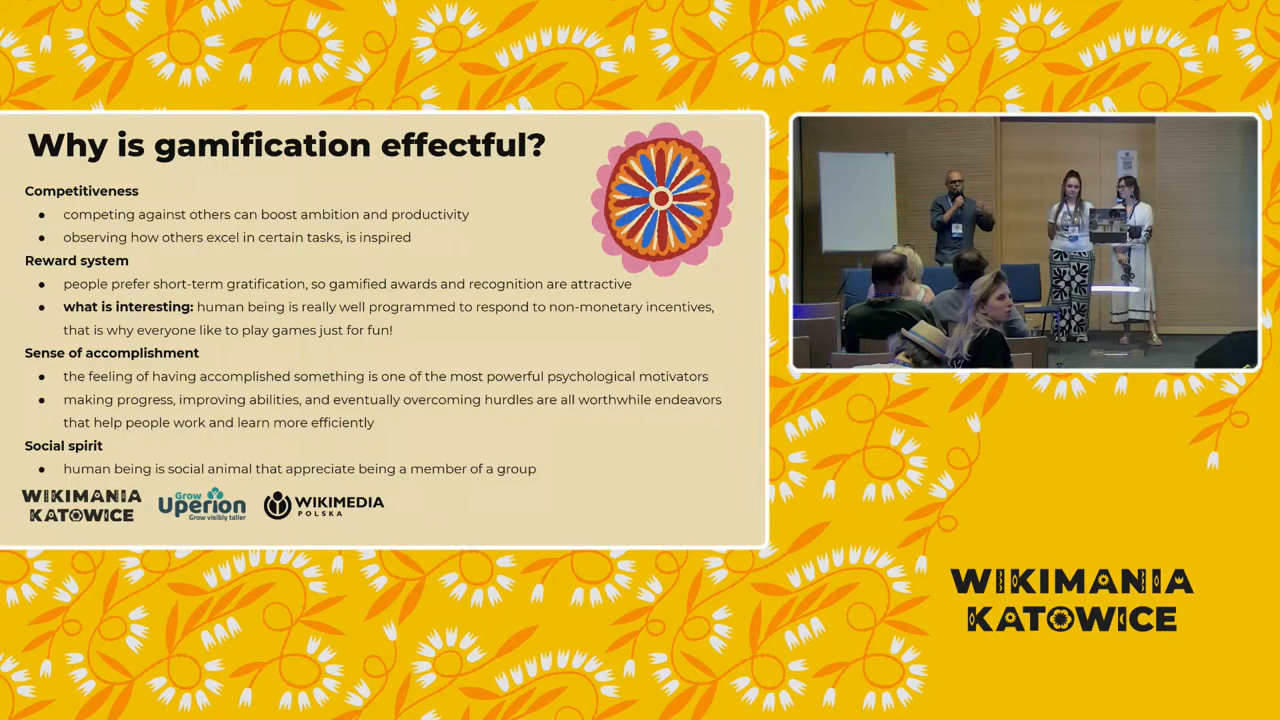 Why is gamification effectful?
Competitiveness
● competing against others can boost ambition and productivity
● observing how others excel in certain tasks, is inspired
Reward system
● people prefer short-term gratification, so gamified awards and recognition are attractive
● what is interesting: human being is really well programmed to respond to non-monetary incentives,
that is why everyone like to play games just for fun!
Sense of accomplishment
● the feeling of having accomplished something is one of the most powerful psychological motivators
● making progress, improving abilities, and eventually overcoming hurdles are all worthwhile endeavors
that help people work and learn more efficiently
Social spirit
● human being is social animal that appreciate being a member of a group
WIKIMANIA
KATOWICE
Grow
Uperion
Grow visibly taller
WIKIMEDIA
POLSKA
WIKIMANIA
KATOWICE